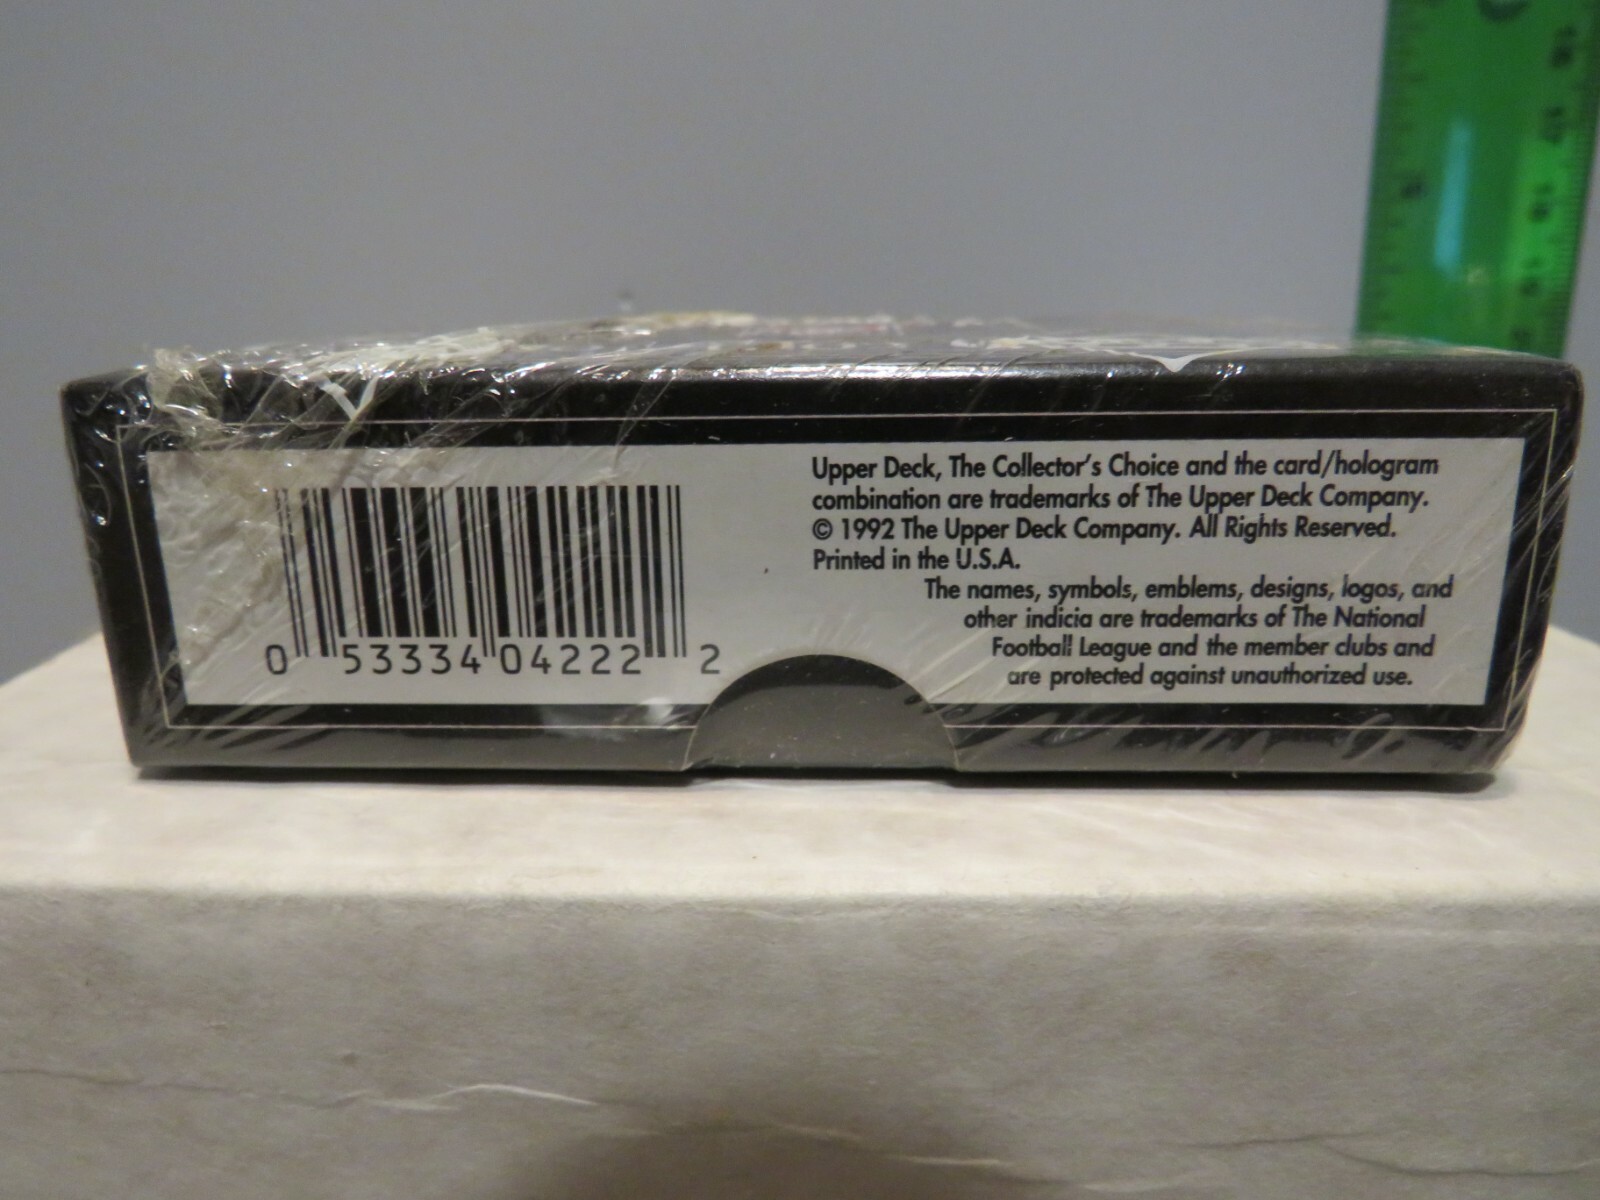 Upper Deck, The Collector's Choice and the card/hologram
combination are trademarks of The Upper Deck Company.
© 1992 The Upper Deck Company. All Rights Reserved.
Printed in the U.S.A.
The names, symbols, emblems, designs, logos, and
other indicia are trademarks of The National
Football League and the member clubs and
are protected against unauthorized use.
0 53334 04222 2